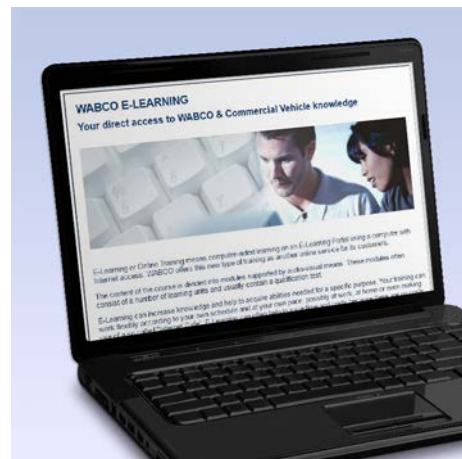 WABCO E-LEARNING
Your direct access to WABCO & Commercial Vehicle knowledge
E-Learning or Online Training means computer-aided learning on an E-Learning Portal using a computer with
Internet access. WABCO offers this new type of training as another online service for its customers.
The content of the course is divided into modules supported by audio-visual means. These modules often
consist of a number of learning units and usually contain a qualification test.
E-Learning can increase knowledge and help to acquire abilities needed for a specific purpose. Your training can
work flexibly according to your own schedule and at your own pace, possibly at work, at home or even making